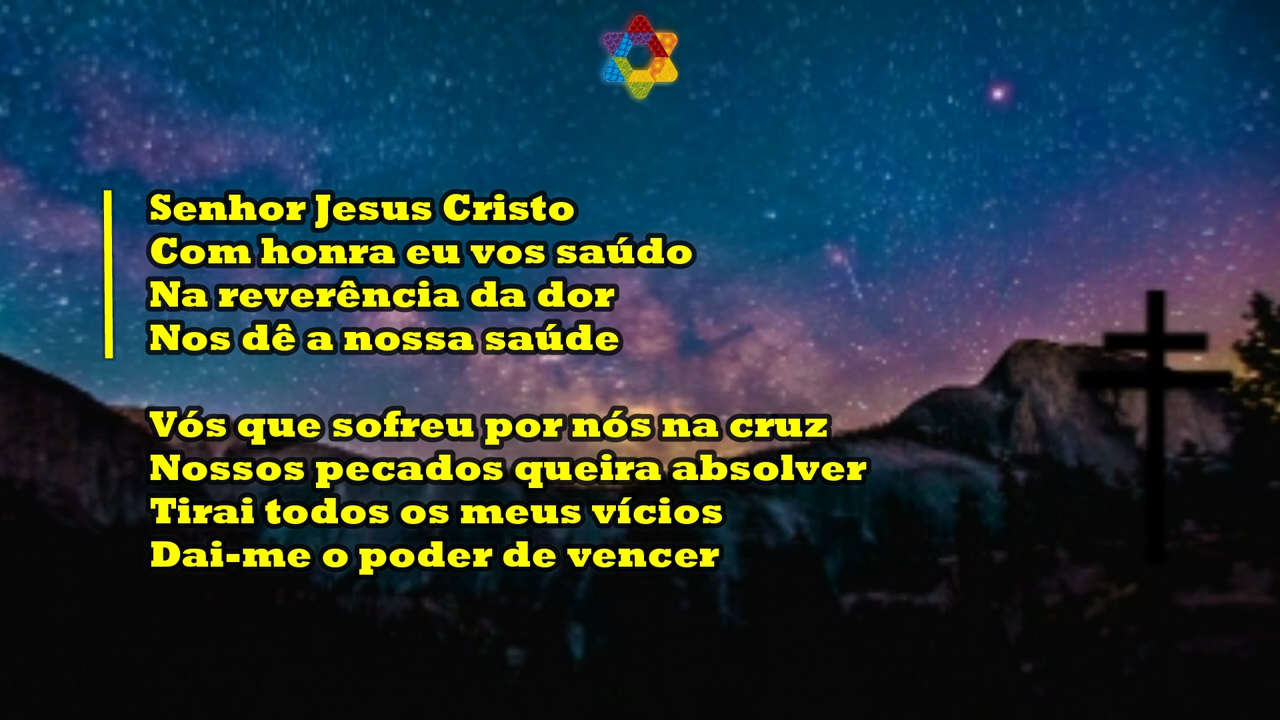 Senhor Jesus Cristo
Com honra eu vos saúdo
Na reverência da dor
Nos dê a nossa saúde
Vós que sofreu por nós na cruz
Nossos pecados queira absolver
Tirai todos os meus vícios
Dai-me o poder de vencer